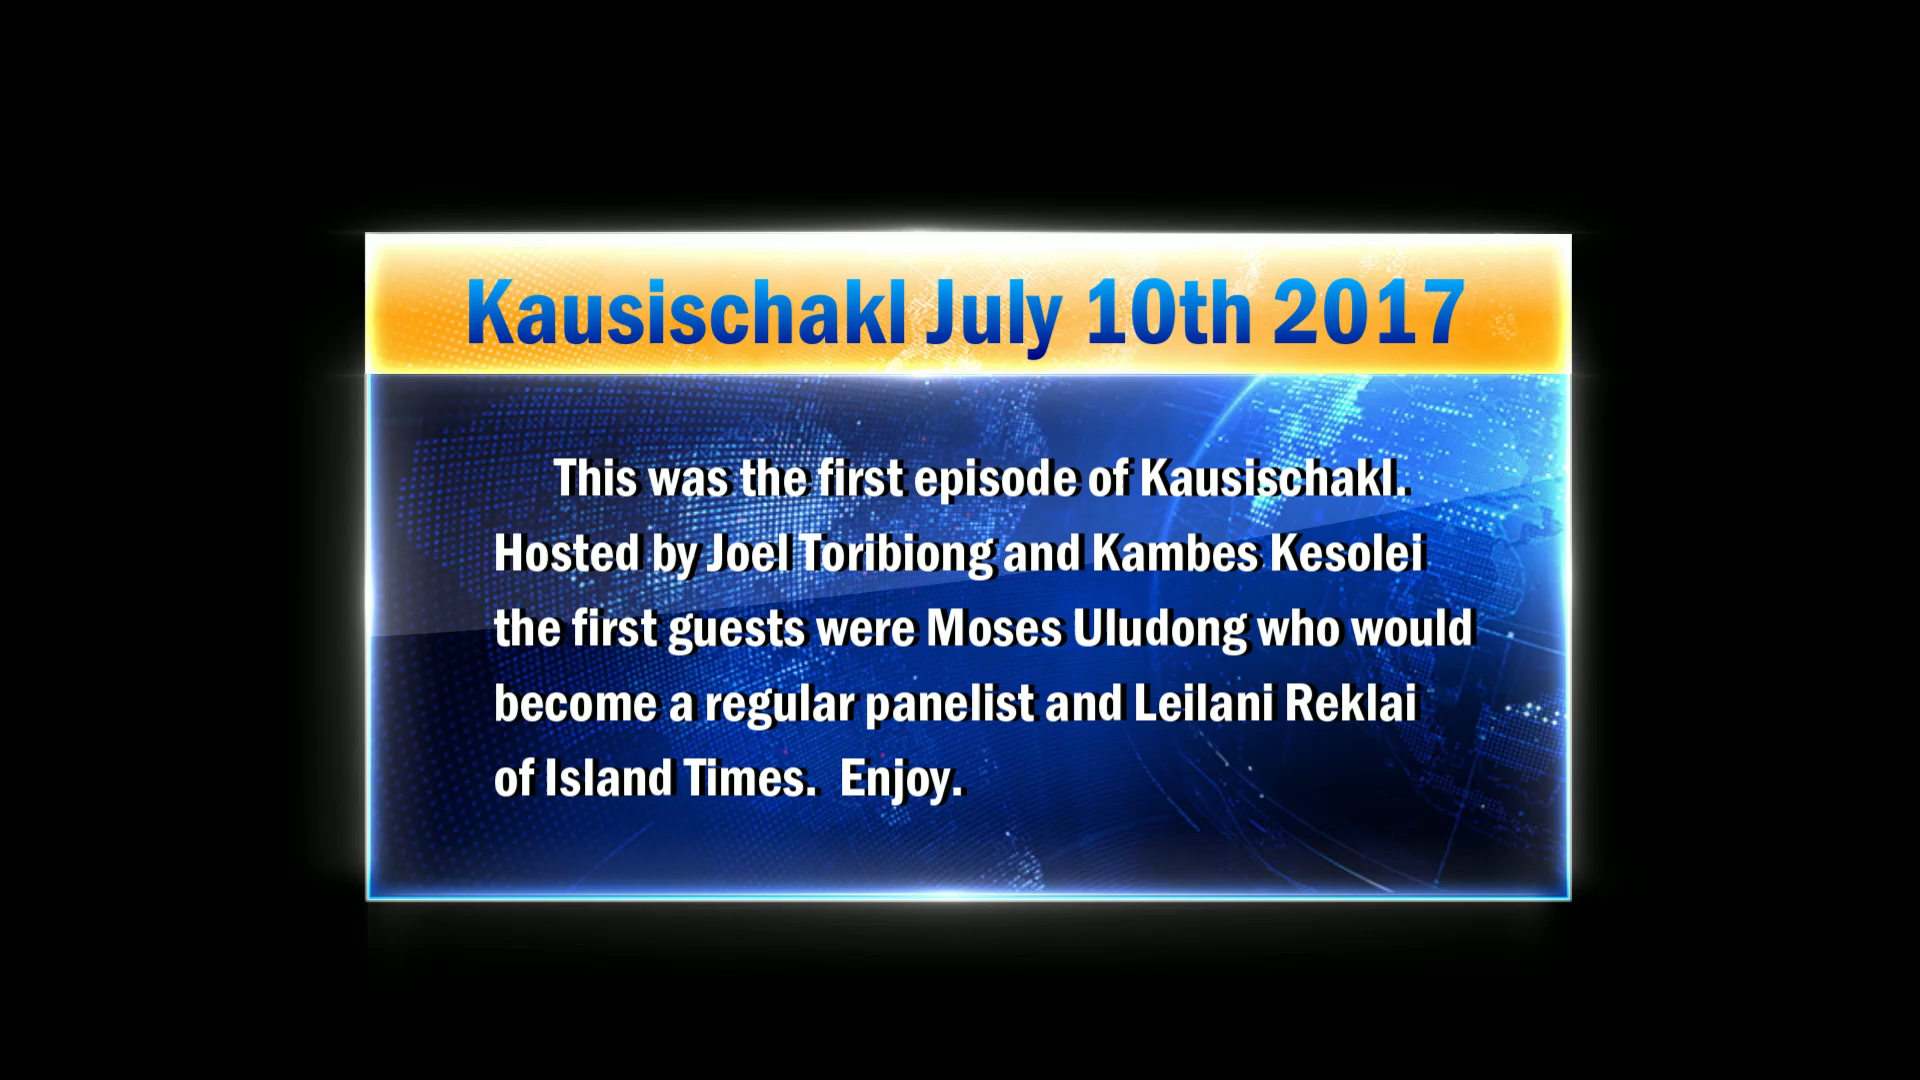 Kausischakl July 10th 2017
This was the first episode of Kausischakl.
Hosted by Joel Toribiong and Kambes Kesolei
the first guests were Moses Uludong who would
become a regular panelist and Leilani Reklai
of Island Times.  Enjoy.